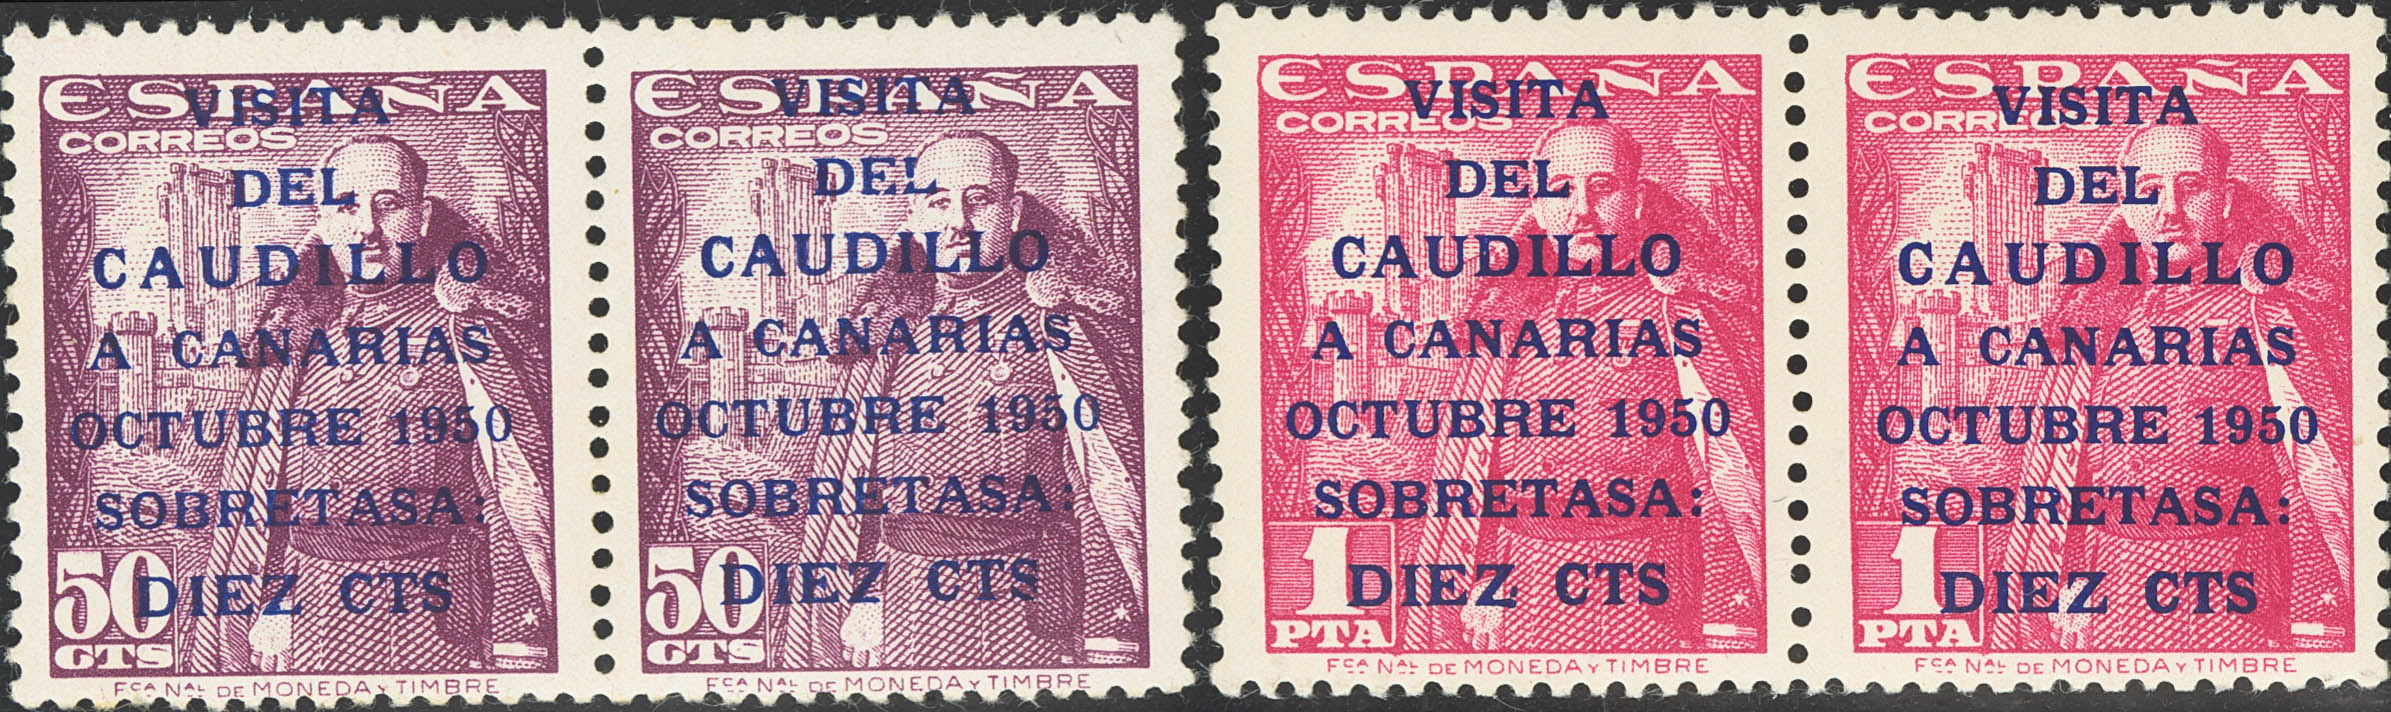 ESPAÑA
CORREOS
VISITA
DEL
CAUDILLO
A CANARIAS
OCTUBRE 1950
SOBRETASA:
DIEZ CTS
50
CTS
FCA NAL DE MONEDA Y TIMBRE
ESPAÑA
CORREOS
VISITA
DEL
CAUDILLO
A CANARIAS
OCTUBRE 1950
SOBRETASA:
DIEZ CTS
50
CTS
FCA NAL DE MONEDA Y TIMBRE
ESPAÑA
CORREOS
VISITA
DEL
CAUDILLO
A CANARIAS
OCTUBRE 1950
SOBRETASA:
DIEZ CTS
1
PTA
FCA NAL DE MONEDA Y TIMBRE
ESPAÑA
CORREOS
VISITA
DEL
CAUDILLO
A CANARIAS
OCTUBRE 1950
SOBRETASA:
DIEZ CTS
1
PTA
FCA NAL DE MONEDA Y TIMBRE